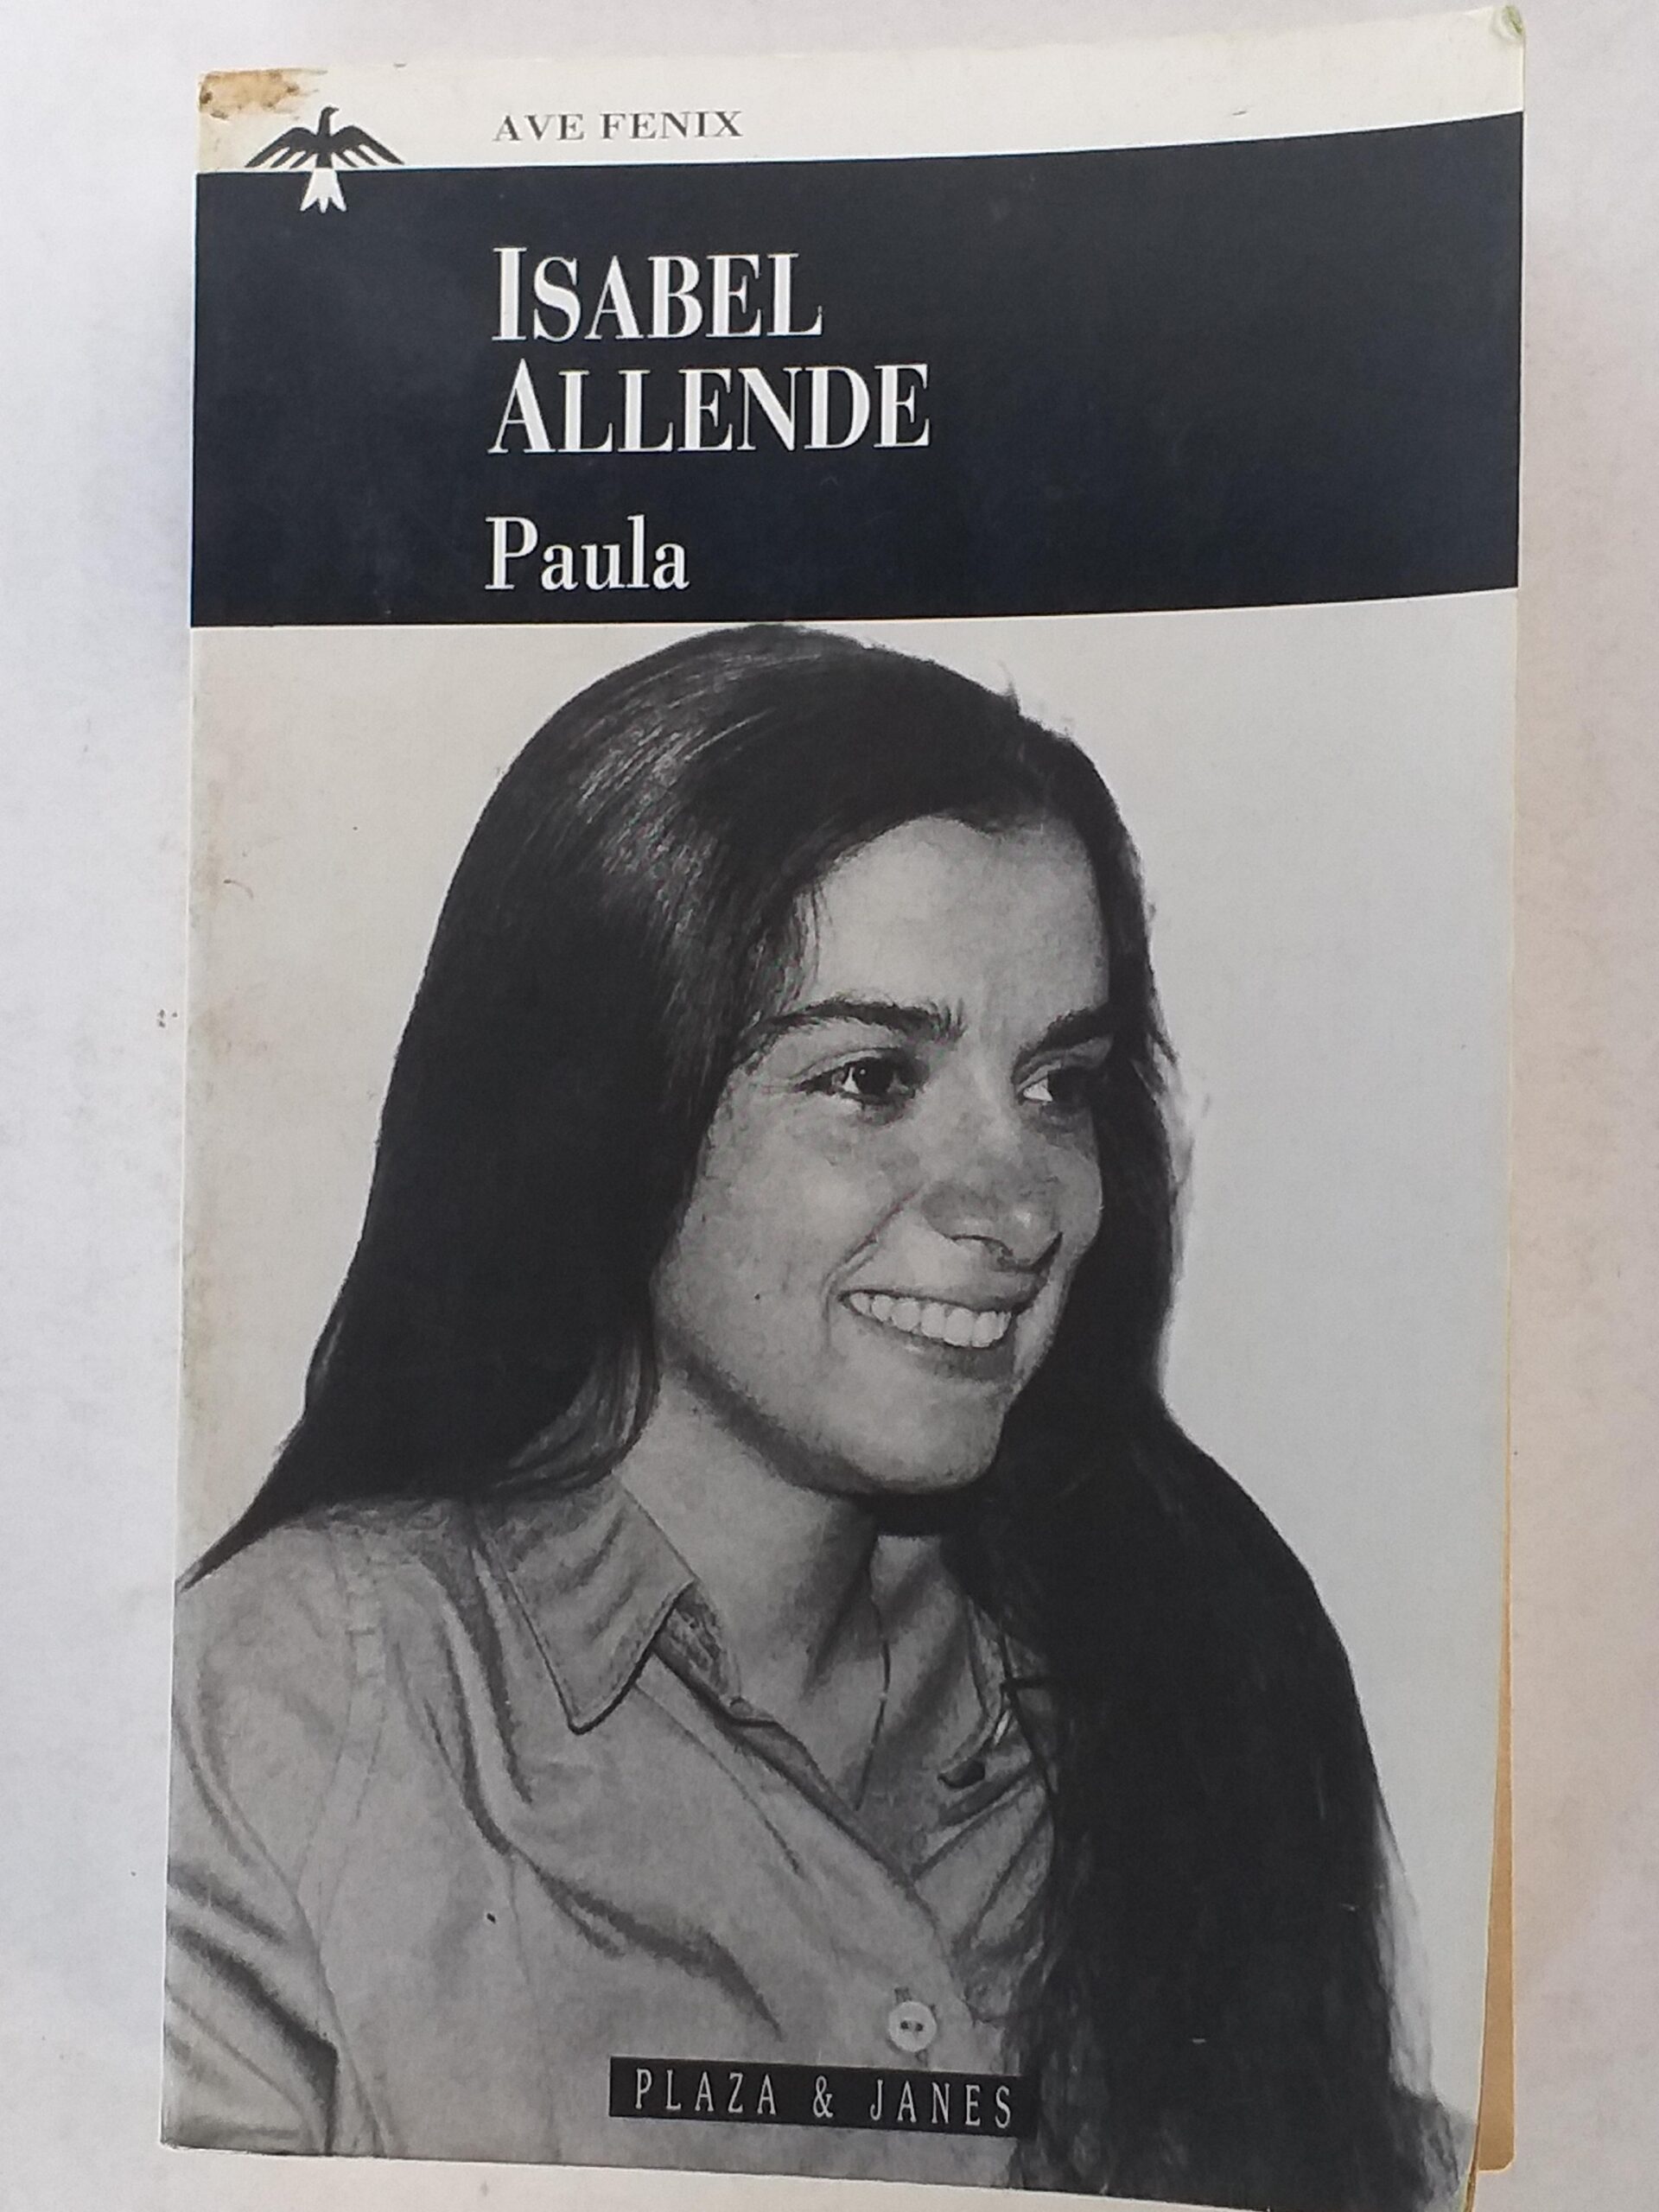 AVE FENIX
ISABEL
ALLENDE
Paula
PLAZA & JANES